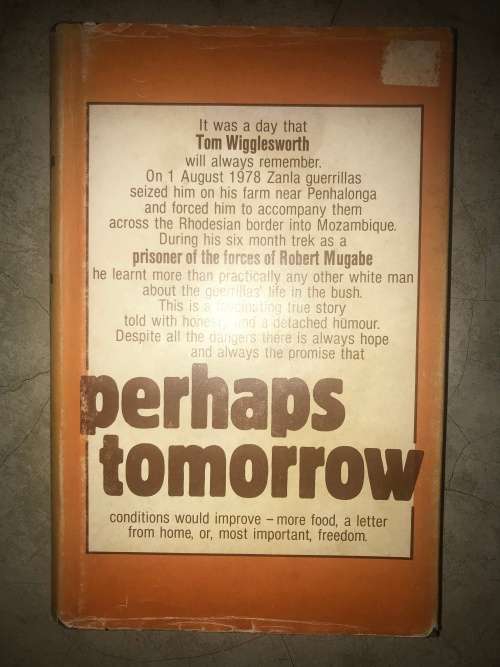 It was a day that
Tom Wigglesworth
will always remember.
On 1 August 1978 Zanla guerrillas
seized him on his farm near Penhalonga
and forced him to accompany them
across the Rhodesian border into Mozambique.
During his six month trek as a
prisoner of the forces of Robert Mugabe
he learnt more than practically any other white man
about the guerrillas' life in the bush.
This is a fascinating true story
told with honesty and a detached humour.
Despite all the dangers there is always hope
and always the promise that
perhaps
tomorrow
conditions would improve – more food, a letter
from home, or, most important, freedom.